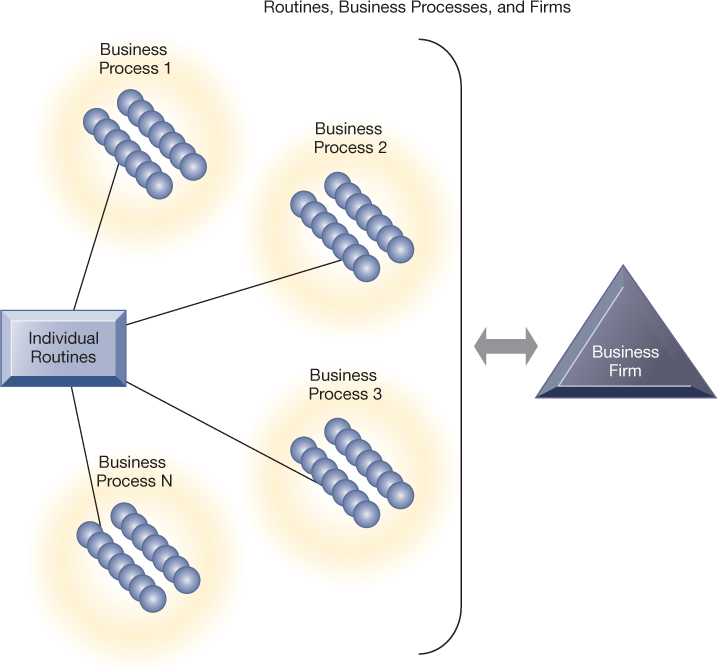 Routines, Business Processes, and Firms
Business
Process 1
Business
Process 2
Individual
Routines
Business
Firm
Business
Process 3
Business
Process N